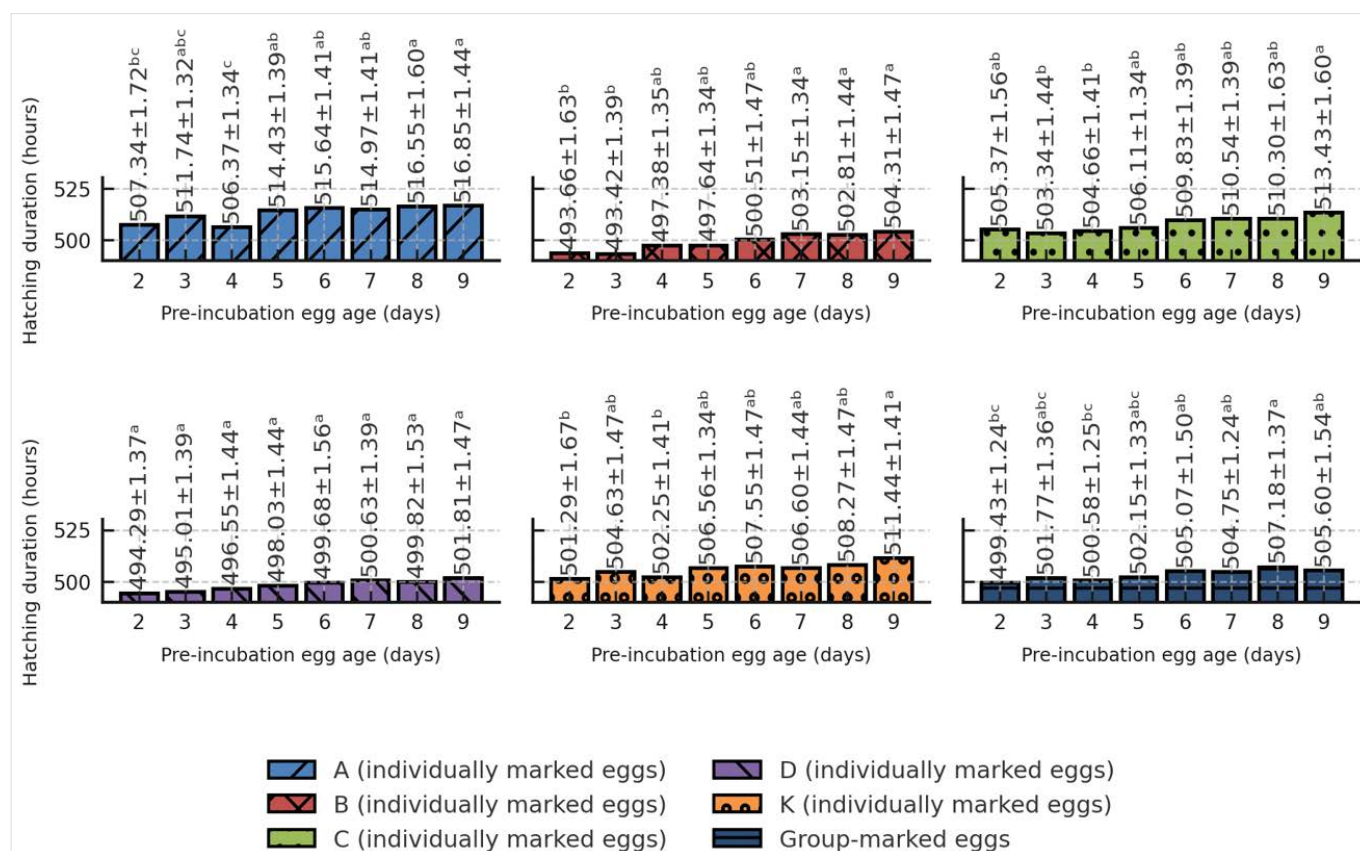 Hatching duration (hours)
507.34±1.72ᵇᶜ
511.74±1.32ᵃᵇᶜ
506.37±1.34ᶜ
514.43±1.39ᵃᵇ
515.64±1.41ᵃᵇ
514.97±1.41ᵃᵇ
516.55±1.60ᵃ
516.85±1.44ᵃ
525
500
2 3 4 5 6 7 8 9
Pre-incubation egg age (days)
493.66±1.63ᵇ
493.42±1.39ᵇ
497.38±1.35ᵃᵇ
497.64±1.34ᵃᵇ
500.51±1.47ᵃᵇ
503.15±1.34ᵃ
502.81±1.44ᵃ
504.31±1.47ᵃ
2 3 4 5 6 7 8 9
Pre-incubation egg age (days)
505.37±1.56ᵃᵇ
503.34±1.44ᵇ
504.66±1.41ᵇ
506.11±1.34ᵃᵇ
509.83±1.39ᵃᵇ
510.54±1.39ᵃᵇ
510.30±1.63ᵃᵇ
513.43±1.60ᵃ
2 3 4 5 6 7 8 9
Pre-incubation egg age (days)
Hatching duration (hours)
494.29±1.37ᵃ
495.01±1.39ᵃ
496.55±1.44ᵃ
498.03±1.44ᵃ
499.68±1.56ᵃ
500.63±1.39ᵃ
499.82±1.53ᵃ
501.81±1.47ᵃ
525
500
2 3 4 5 6 7 8 9
Pre-incubation egg age (days)
501.29±1.67ᵇ
504.63±1.47ᵃᵇ
502.25±1.41ᵇ
506.56±1.34ᵃᵇ
507.55±1.47ᵃᵇ
506.60±1.44ᵃᵇ
508.27±1.47ᵃᵇ
511.44±1.41ᵃ
2 3 4 5 6 7 8 9
Pre-incubation egg age (days)
499.43±1.24ᵇᶜ
501.77±1.36ᵃᵇᶜ
500.58±1.25ᵇᶜ
502.15±1.33ᵃᵇᶜ
505.07±1.50ᵃᵇ
504.75±1.24ᵃᵇ
507.18±1.37ᵃ
505.60±1.54ᵃᵇ
2 3 4 5 6 7 8 9
Pre-incubation egg age (days)
A (individually marked eggs)
B (individually marked eggs)
C (individually marked eggs)
D (individually marked eggs)
K (individually marked eggs)
Group-marked eggs